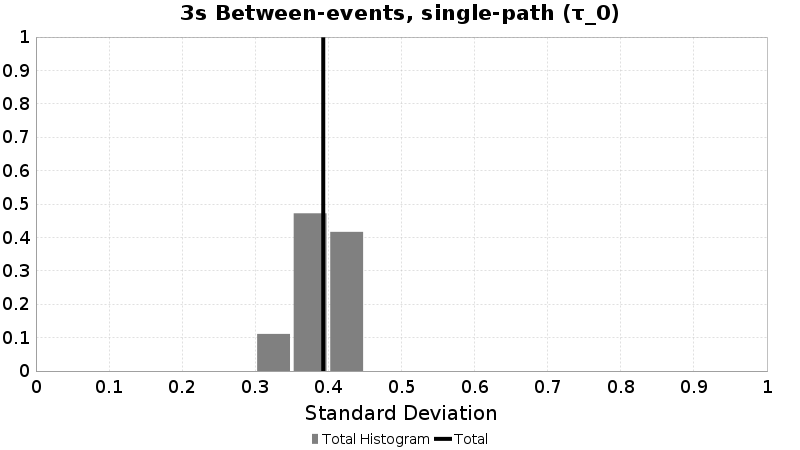 3s Between-events, single-path (τ_0)
1
0.9
0.8
0.7
0.6
0.5
0.4
0.3
0.2
0.1
0
0 0.1 0.2 0.3 0.4 0.5 0.6 0.7 0.8 0.9 1
Standard Deviation
Total Histogram Total